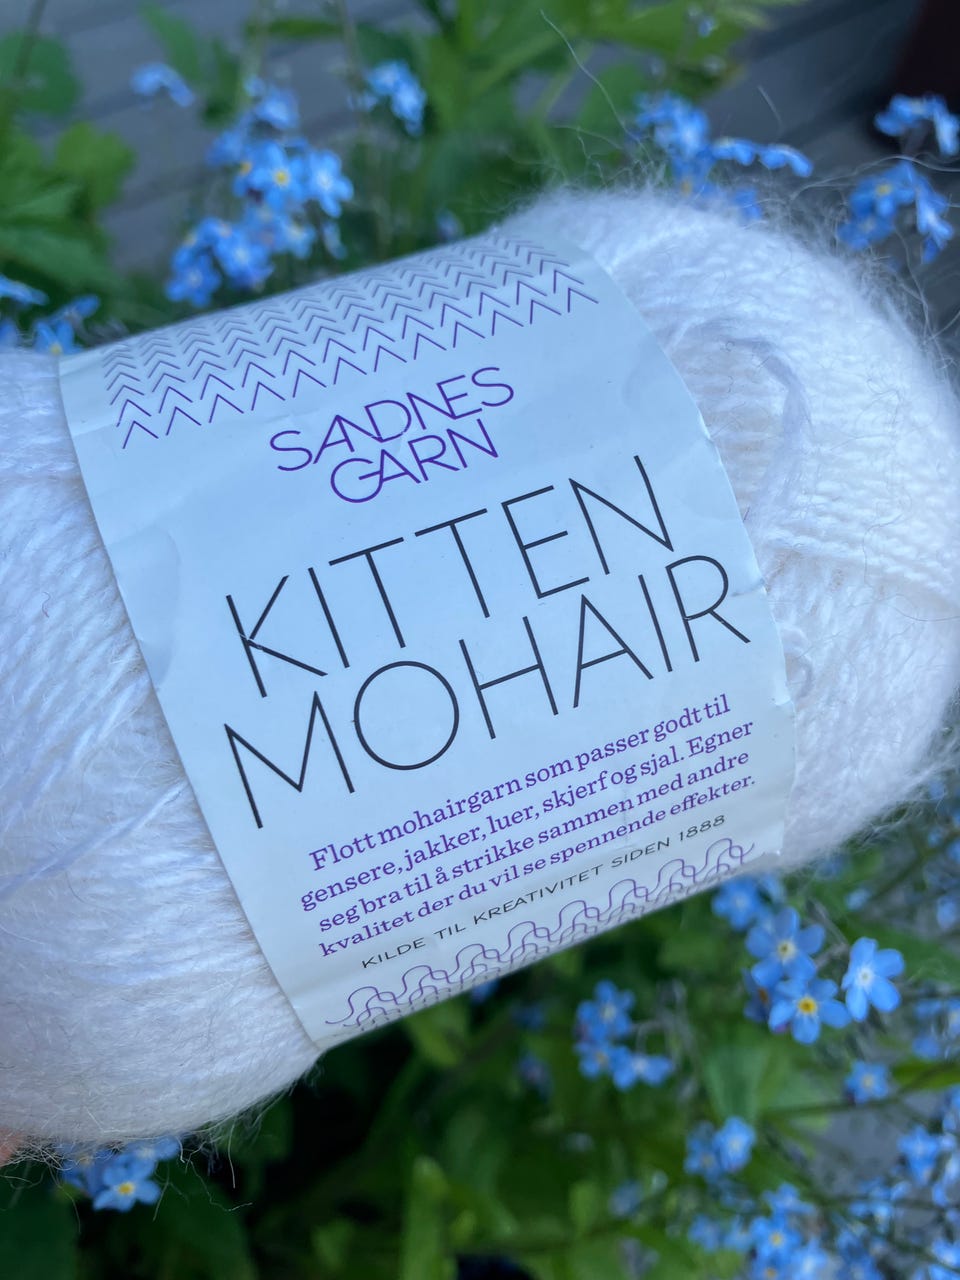 SANDNES
GARN
KITTEN
MOHAIR
Flott mohairgarn som passer godt til
gensere, jakker, luer, skjerf og sjal. Egner
seg bra til å strikke sammen med andre
kvalitet der du vil se spennende effekter.
KILDE TIL KREATIVITET SIDEN 1888